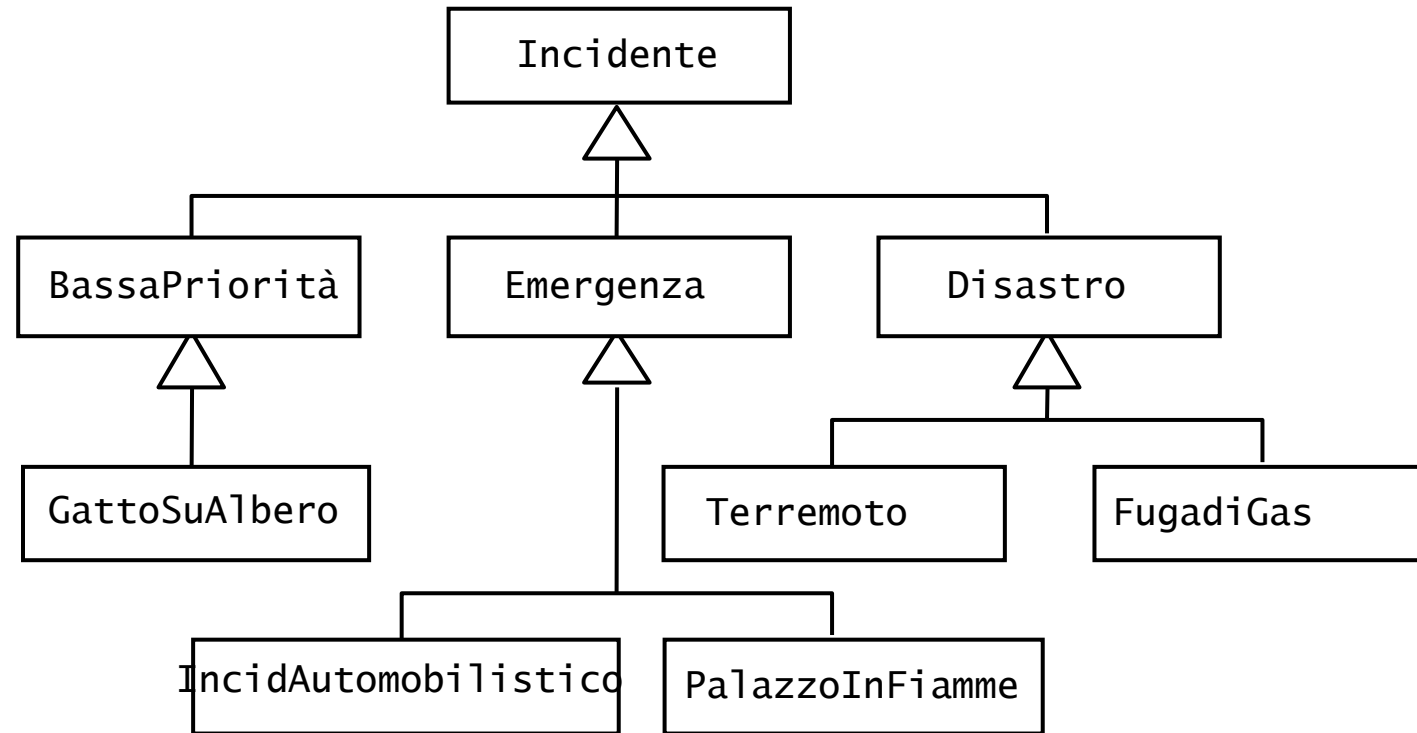 Incidente
BassaPriorità
Emergenza
Disastro
GattoSuAlbero
Terremoto
FugadiGas
IncidAutomobilistico
PalazzoInFiamme